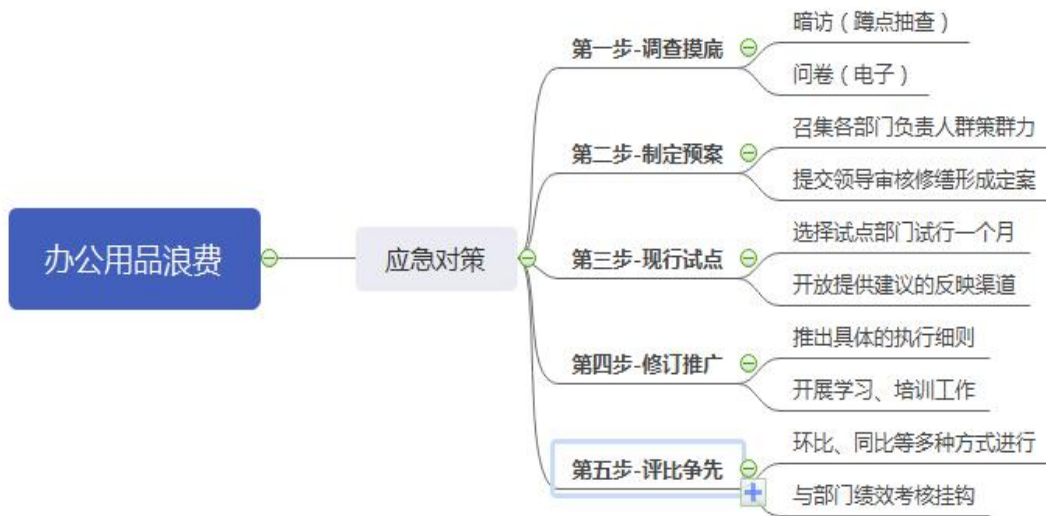 办公用品浪费
应急对策
第一步-调查摸底
暗访（蹲点抽查）
问卷（电子）
第二步-制定预案
召集各部门负责人群策群力
提交领导审核修缮形成定案
第三步-现行试点
选择试点部门试行一个月
开放提供建议的反映渠道
第四步-修订推广
推出具体的执行细则
开展学习、培训工作
第五步-评比争先
环比、同比等多种方式进行
与部门绩效考核挂钩